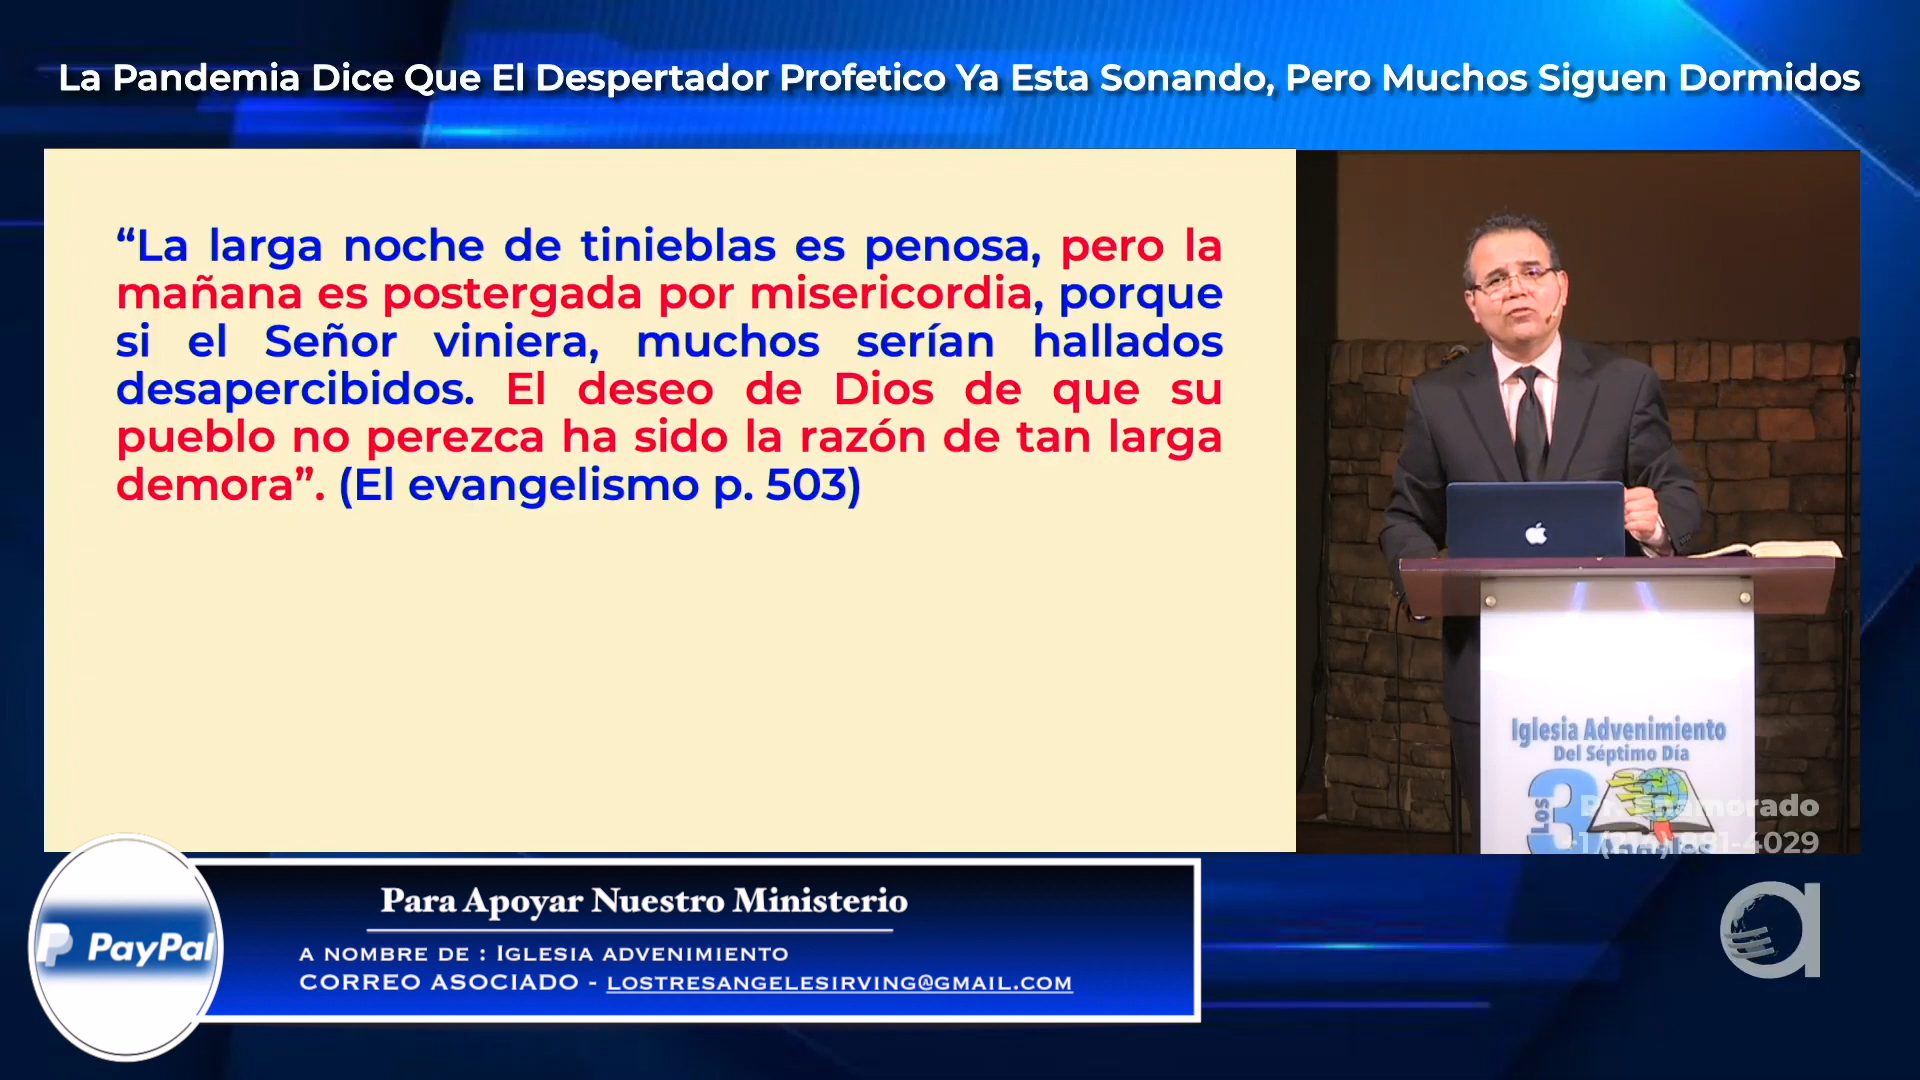 La Pandemia Dice Que El Despertador Profetico Ya Esta Sonando, Pero Muchos Siguen Dormidos
“La larga noche de tinieblas es penosa, pero la
mañana es postergada por misericordia, porque
si el Señor viniera, muchos serían hallados
desapercibidos. El deseo de Dios de que su
pueblo no perezca ha sido la razón de tan larga
demora”. (El evangelismo p. 503)
Iglesia Advenimiento
Del Séptimo Día
Los 3
Pr. Enamorado
4029
Para Apoyar Nuestro Ministerio
A NOMBRE DE : IGLESIA ADVENIMIENTO
CORREO ASOCIADO - LOSTRESANGELESIRVING@GMAIL.COM
PayPal